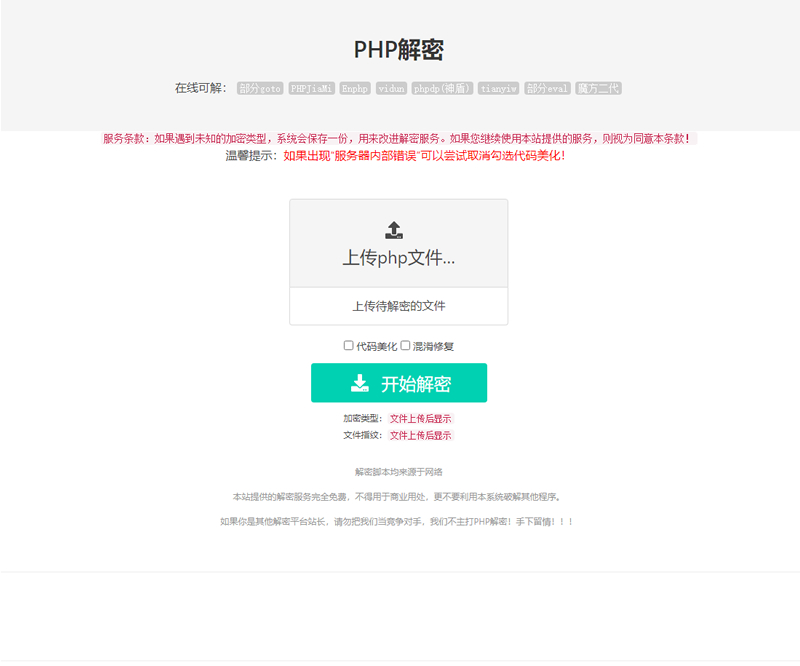 PHP解密
在线可解： 部分goto PHPJiaMi Enphp vidun phpdp(神盾) tianyiw 部分eval 魔方二代
服务条款：如果遇到未知的加密类型，系统会保存一份，用来改进解密服务。如果您继续使用本站提供的服务，则视为同意本条款！
温馨提示：如果出现"服务器内部错误"可以尝试取消勾选代码美化！
上传php文件...
上传待解密的文件
代码美化 混淆修复
开始解密
加密类型： 文件上传后显示
文件指纹： 文件上传后显示
解密脚本均来源于网络
本站提供的解密服务完全免费，不得用于商业用处，更不要利用本系统破解其他程序。
如果你是其他解密平台站长，请勿把我们当竞争对手，我们不主打PHP解密！手下留情！！！